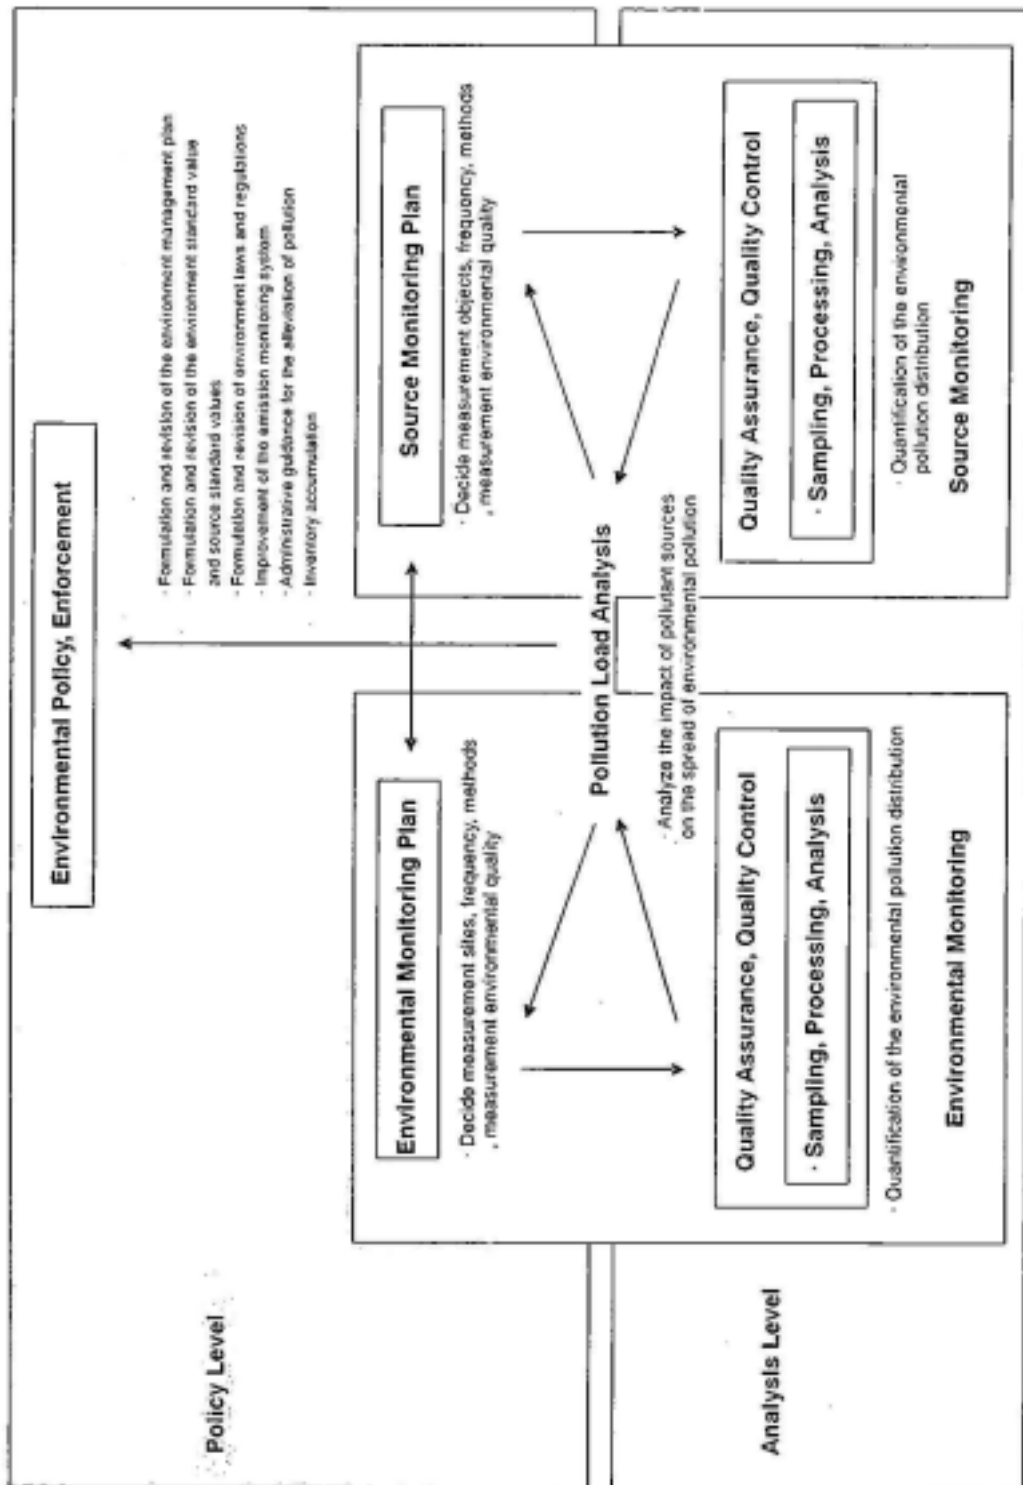 Environmental Policy, Enforcement
· Formulation and revision of the environment management plan
· Formulation and revision of the environment standard value
and source standard values
· Formulation and revision of environment laws and regulations
· Improvement of the emission monitoring system
· Administrative guidance for the alleviation of pollution
· Inventory accumulation
Policy Level
Environmental Monitoring Plan
· Decide measurement sites, frequency, methods
, measurement environmental quality
Source Monitoring Plan
· Decide measurement objects, frequency, methods
, measurement environmental quality
Pollution Load Analysis
· Analyze the impact of pollutant sources
on the spread of environmental pollution
Analysis Level
Quality Assurance, Quality Control
· Sampling, Processing, Analysis
· Quantification of the environmental pollution distribution
Environmental Monitoring
Quality Assurance, Quality Control
· Sampling, Processing, Analysis
· Quantification of the environmental
pollution distribution
Source Monitoring